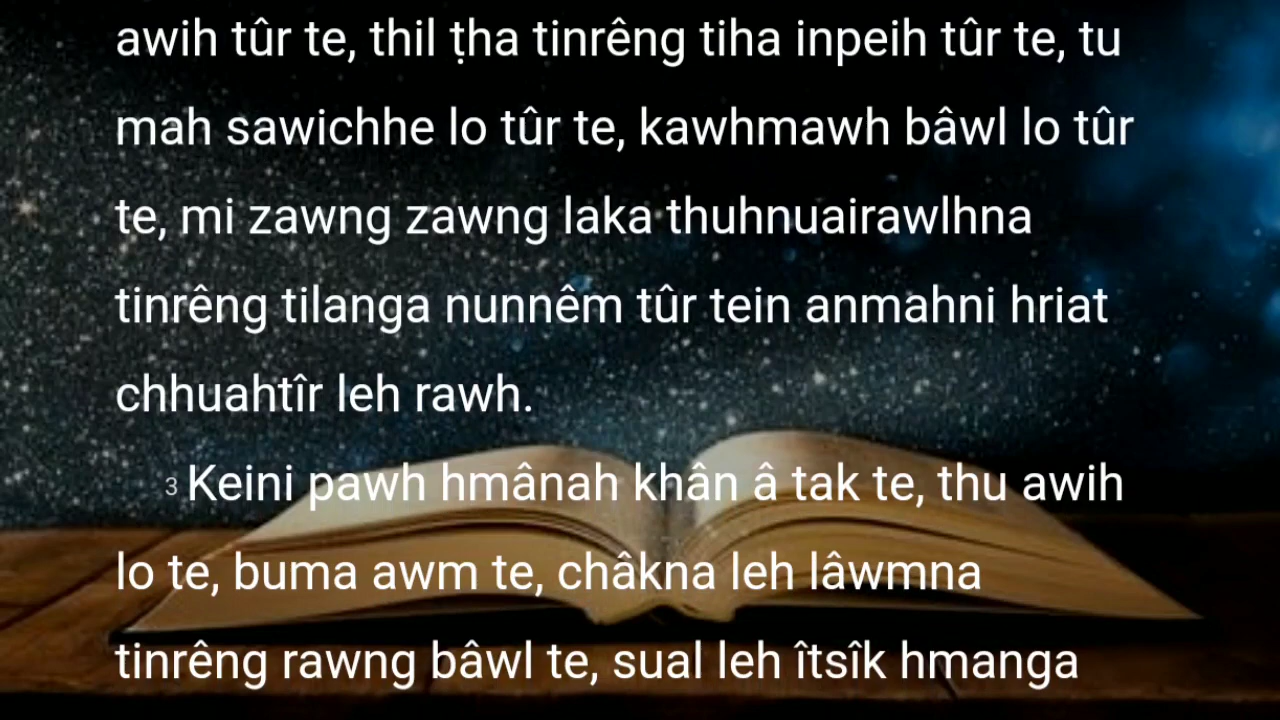 awih tûr te, thil ṭha tinrêng tiha inpeih tûr te, tu
mah sawichhe lo tûr te, kawhmawh bâwl lo tûr
te, mi zawng zawng laka thuhnuairawlhna
tinrêng tilanga nunnêm tûr tein anmahni hriat
chhuahtîr leh rawh.
3 Keini pawh hmânah khân â tak te, thu awih
lo te, buma awm te, châkna leh lâwmna
tinrêng rawng bâwl te, sual leh îtsîk hmanga